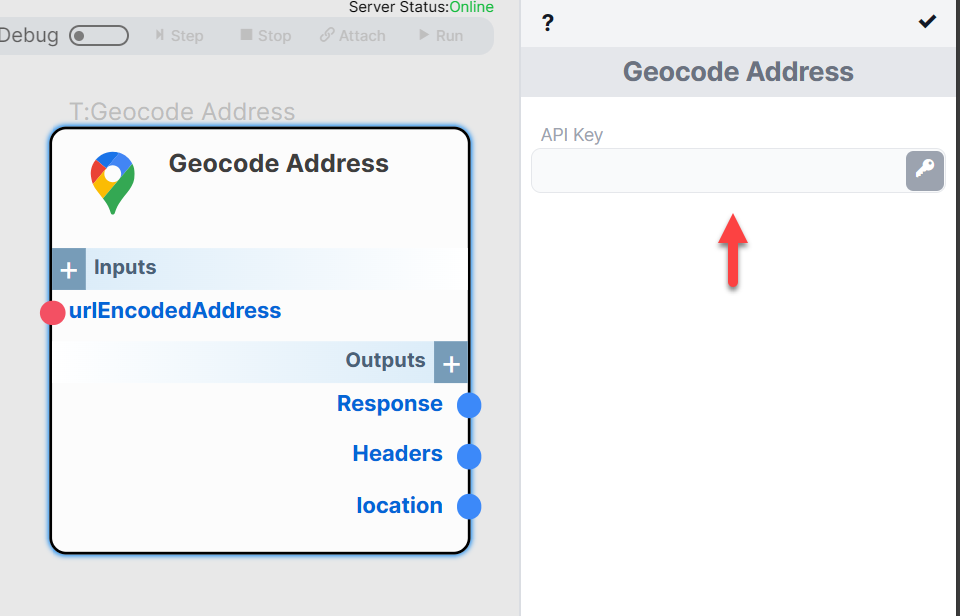 Server Status:Online
Debug Step Stop Attach Run
T:Geocode Address
Geocode Address
+ Inputs
urlEncodedAddress
Outputs +
Response
Headers
location
?
Geocode Address
API Key